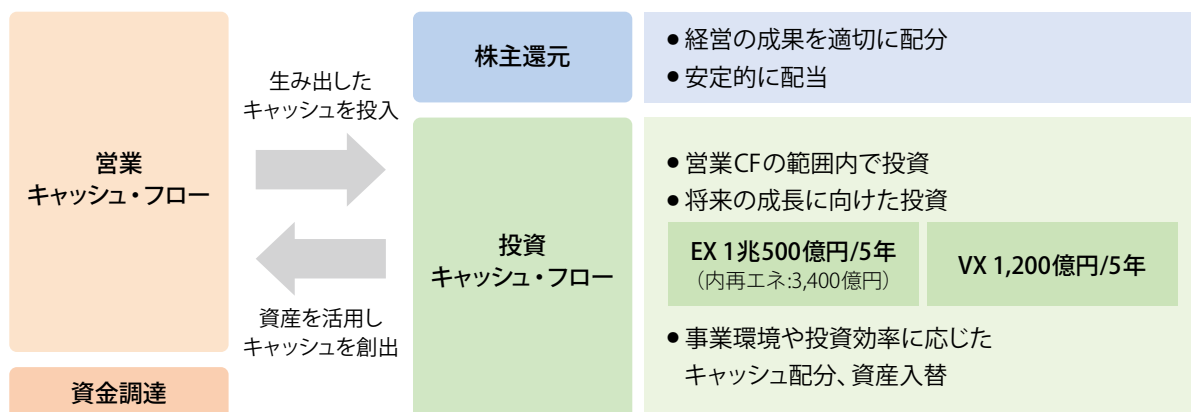 営業
キャッシュ・フロー
資金調達
生み出した
キャッシュを投入
資産を活用し
キャッシュを創出
株主還元
●経営の成果を適切に配分
●安定的に配当
投資
キャッシュ・フロー
●営業CFの範囲内で投資
●将来の成長に向けた投資
EX 1兆500億円/5年
（内再エネ:3,400億円）
VX 1,200億円/5年
●事業環境や投資効率に応じた
キャッシュ配分、資産入替